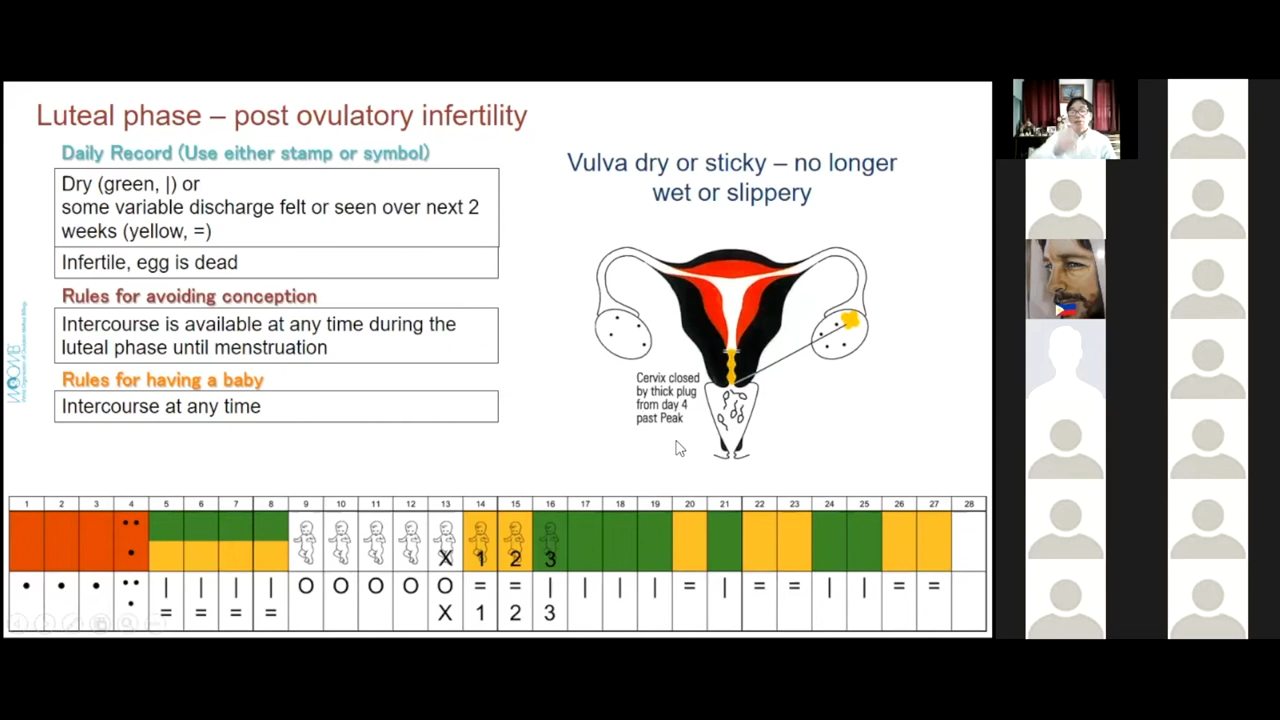 Luteal phase – post ovulatory infertility
Daily Record (Use either stamp or symbol)
Dry (green, |) or
some variable discharge felt or seen over next 2
weeks (yellow, =)
Infertile, egg is dead
Rules for avoiding conception
Intercourse is available at any time during the
luteal phase until menstruation
Rules for having a baby
Intercourse at any time
Vulva dry or sticky – no longer
wet or slippery
Cervix closed
by thick plug
from day 4
past Peak
WOOMB
1 2 3 4 5 6 7 8 9 10 11 12 13 14 15 16 17 18 19 20 21 22 23 24 25 26 27 28
X 1 2 3
| | | | O O O O O = = | | | | = | = = | | = =
= = = = X 1 2 3